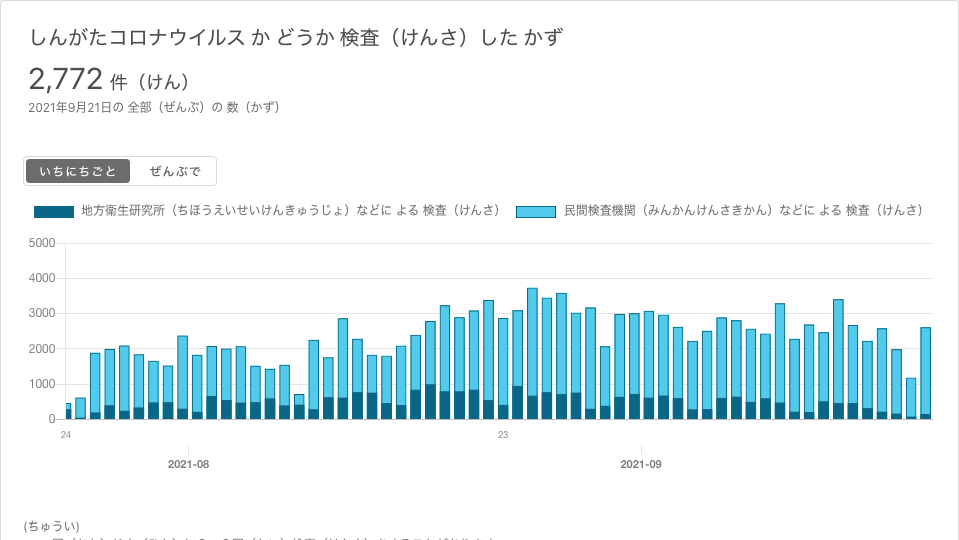 しんがたコロナウイルス か どうか 検査（けんさ）した かず
2,772 件（けん）
2021年9月21日の 全部（ぜんぶ）の 数（かず）
いちにちごと ぜんぶで
地方衛生研究所（ちほうえいせいけんきゅうじょ）などに よる 検査（けんさ） 民間検査機関（みんかんけんさきかん）などに よる 検査（けんさ）
5000
4000
3000
2000
1000
0
24 23
2021-08 2021-09
(ちゅうい)